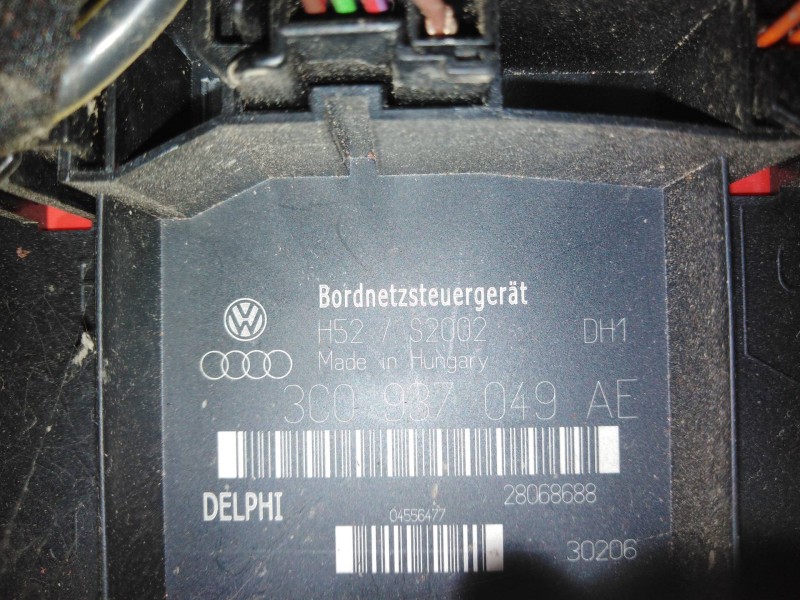 Bordnetzsteuergerät
H52 / S2002 DH1
Made in Hungary
3C0 937 049 AE
DELPHI 28068688
04556477
30206